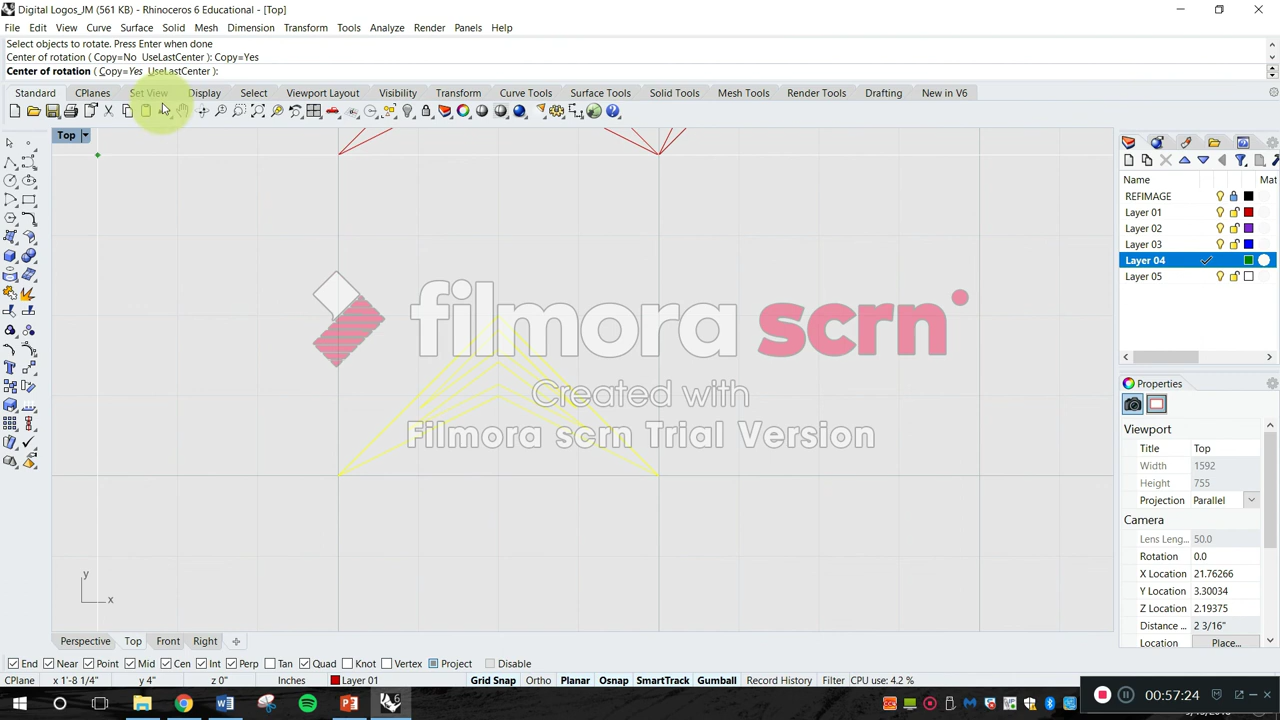 Digital Logos_JM (561 KB) - Rhinoceros 6 Educational - [Top]
File Edit View Curve Surface Solid Mesh Dimension Transform Tools Analyze Render Panels Help
Select objects to rotate. Press Enter when done
Center of rotation ( Copy=No UseLastCenter ): Copy=Yes
Center of rotation ( Copy=Yes UseLastCenter ):
Standard CPlanes Set View Display Select Viewport Layout Visibility Transform Curve Tools Surface Tools Solid Tools Mesh Tools Render Tools Drafting New in V6
Top
Name Mat
REFIMAGE
Layer 01
Layer 02
Layer 03
Layer 04
Layer 05
filmora scrn
Created with
Filmora scrn Trial Version
Properties
Viewport
Title Top
Width 1592
Height 755
Projection Parallel
Camera
Lens Leng... 50.0
Rotation 0.0
X Location 21.76266
Y Location 3.30034
Z Location 2.19375
Distance ... 2 3/16"
Location Place...
y
x
Perspective Top Front Right
End Near Point Mid Cen Int Perp Tan Quad Knot Vertex Project Disable
CPlane x 1'-8 1/4" y 4" z 0" Inches Layer 01 Grid Snap Ortho Planar Osnap SmartTrack Gumball Record History Filter CPU use: 4.2 %
00:57:24